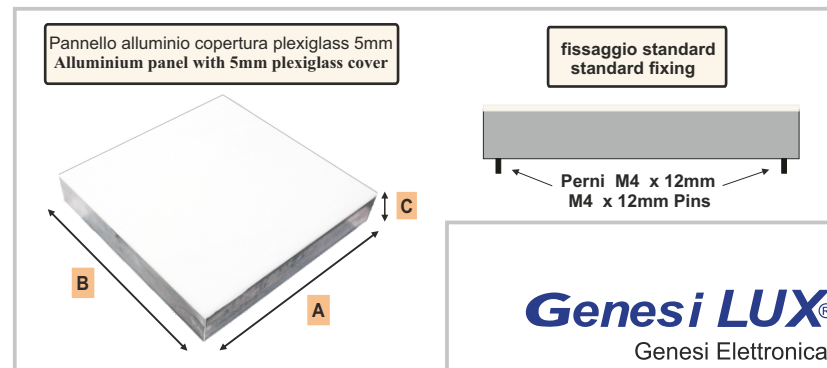 Pannello alluminio copertura plexiglass 5mm
Alluminium panel with 5mm plexiglass cover
C
B
A
fissaggio standard
standard fixing
Perni M4 x 12mm
M4 x 12mm Pins
Genesi LUX®
Genesi Elettronica